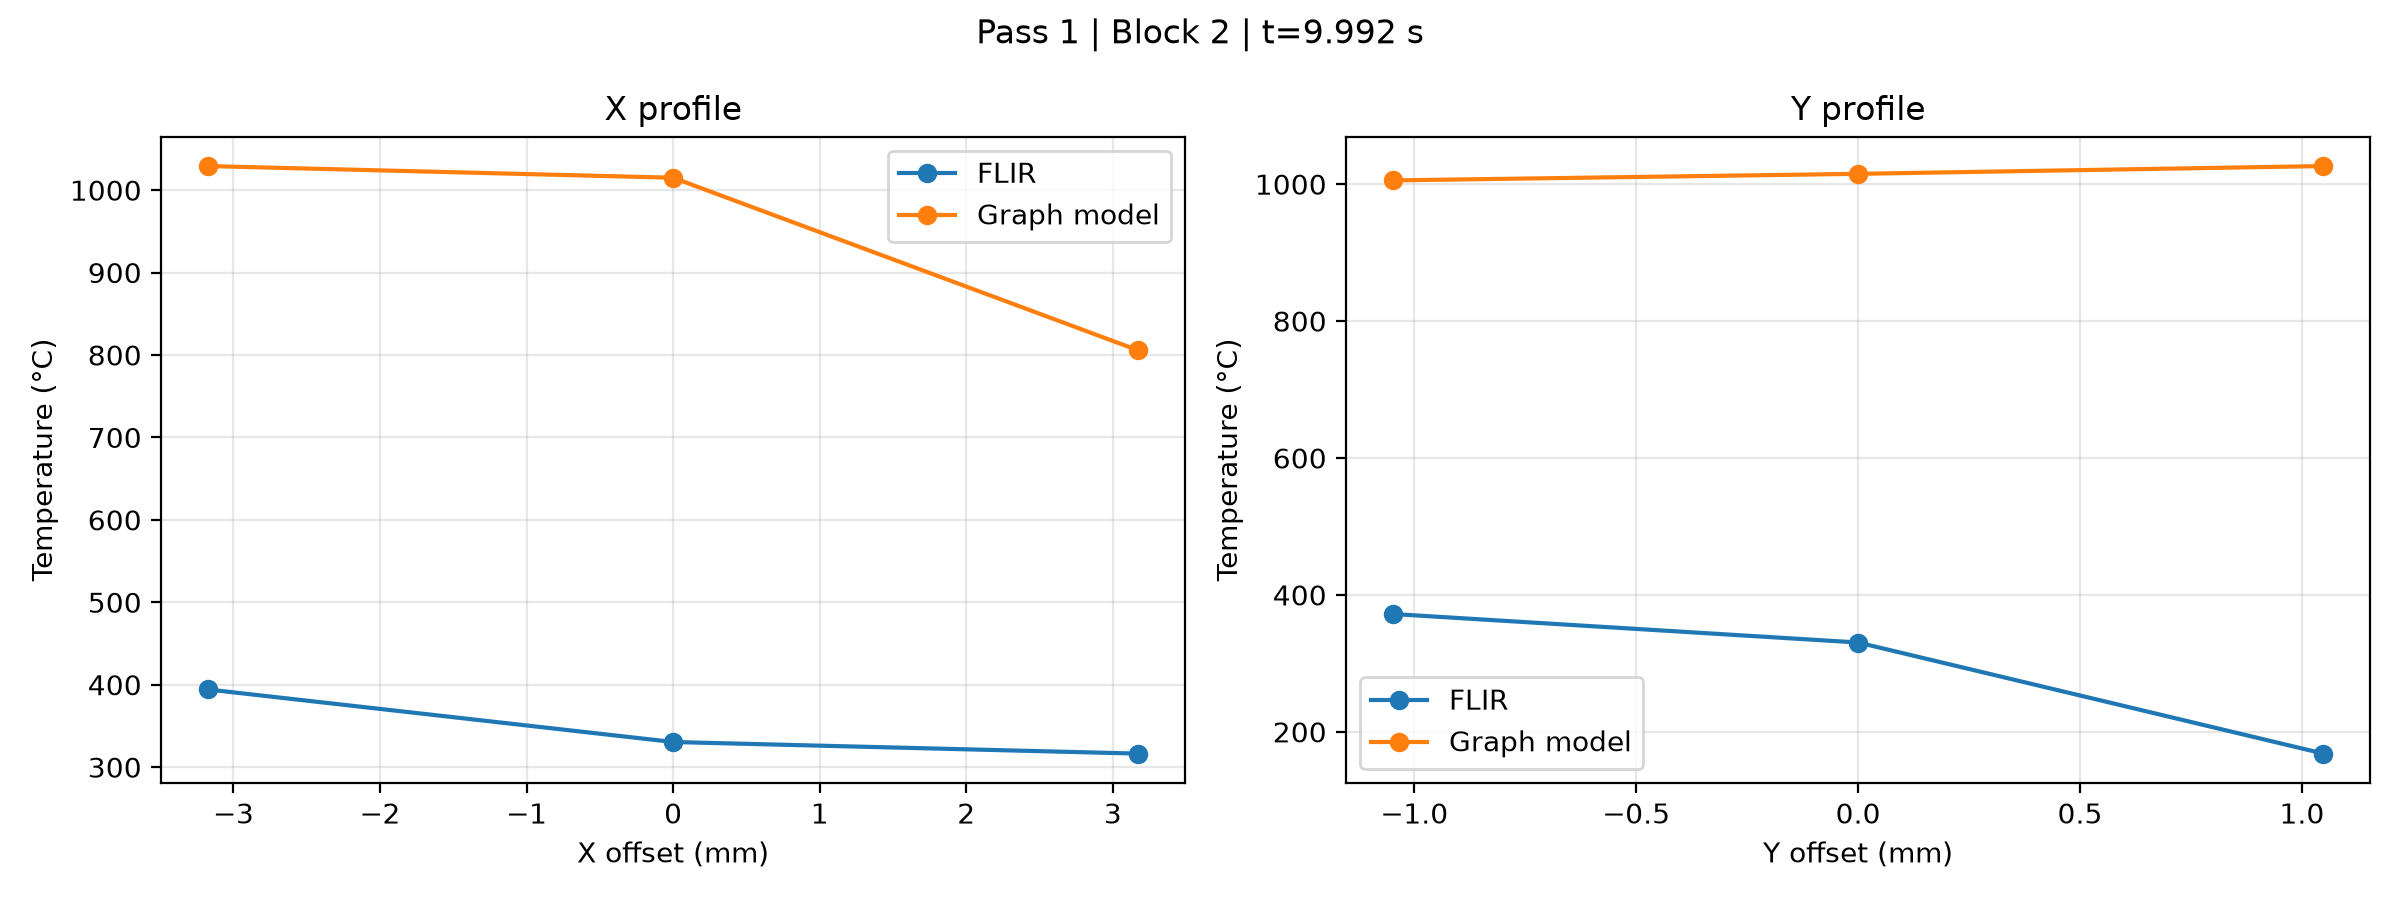 Pass 1 | Block 2 | t=9.992 s
X profile
Temperature (°C)
1000
900
800
700
600
500
400
300
−3
−2
−1
0
1
2
3
X offset (mm)
FLIR
Graph model
Y profile
Temperature (°C)
1000
800
600
400
200
−1.0
−0.5
0.0
0.5
1.0
Y offset (mm)
FLIR
Graph model